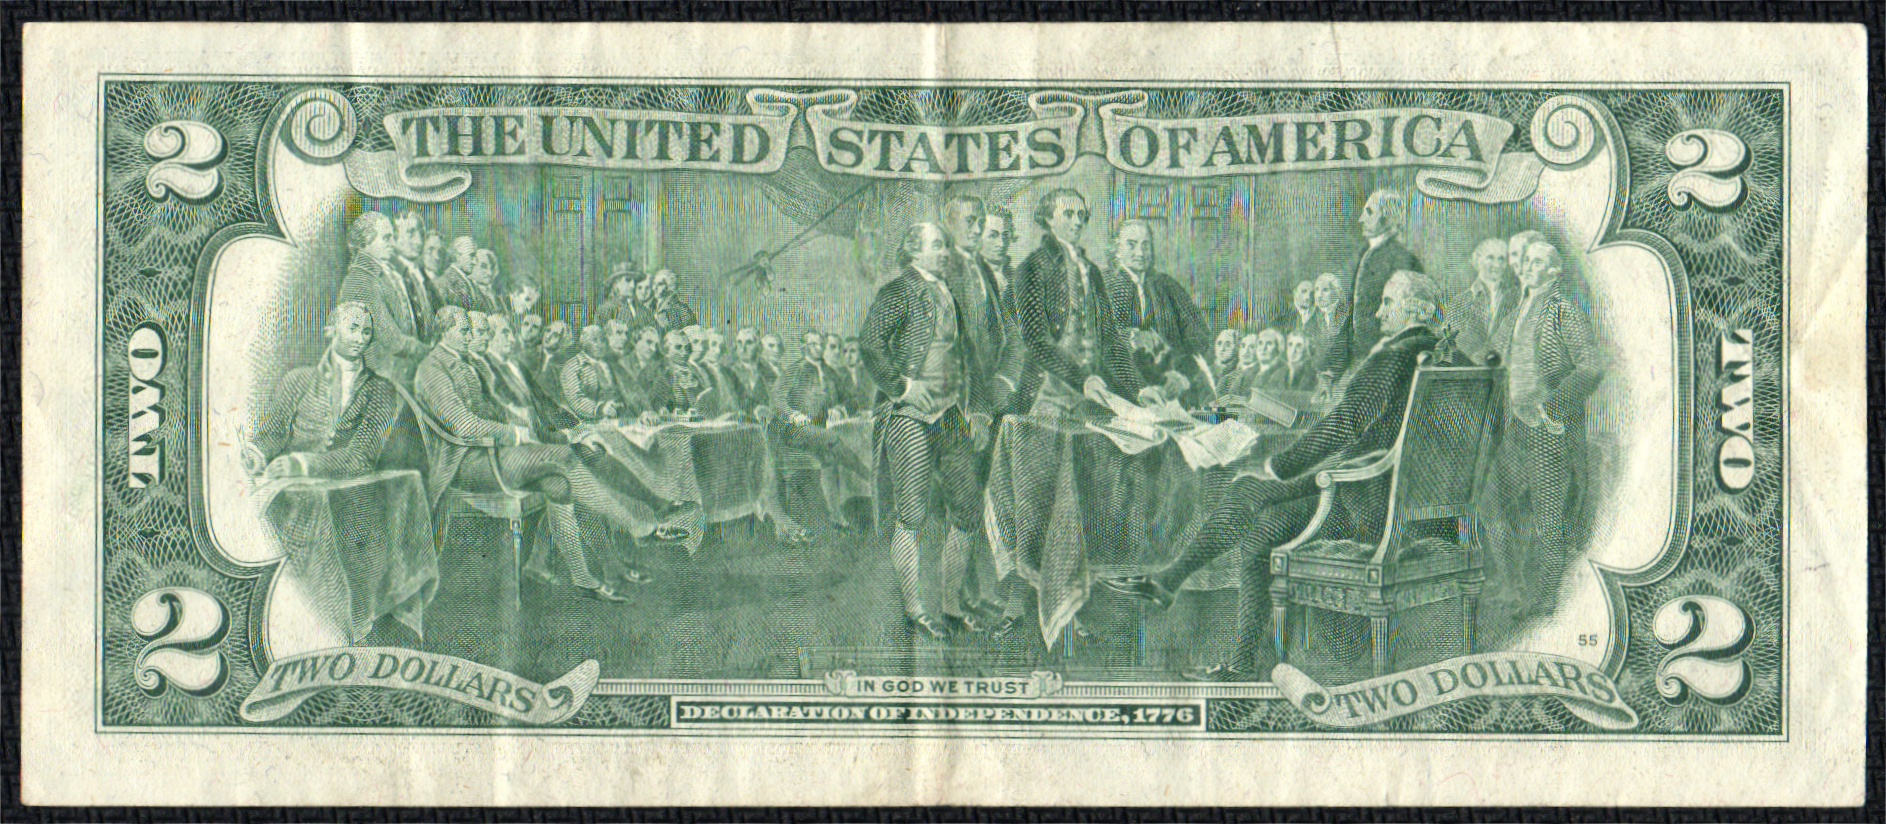 THE UNITED STATES OF AMERICA
2
2
TWO
TWO
2
2
55
TWO DOLLARS
TWO DOLLARS
IN GOD WE TRUST
DECLARATION OF INDEPENDENCE, 1776